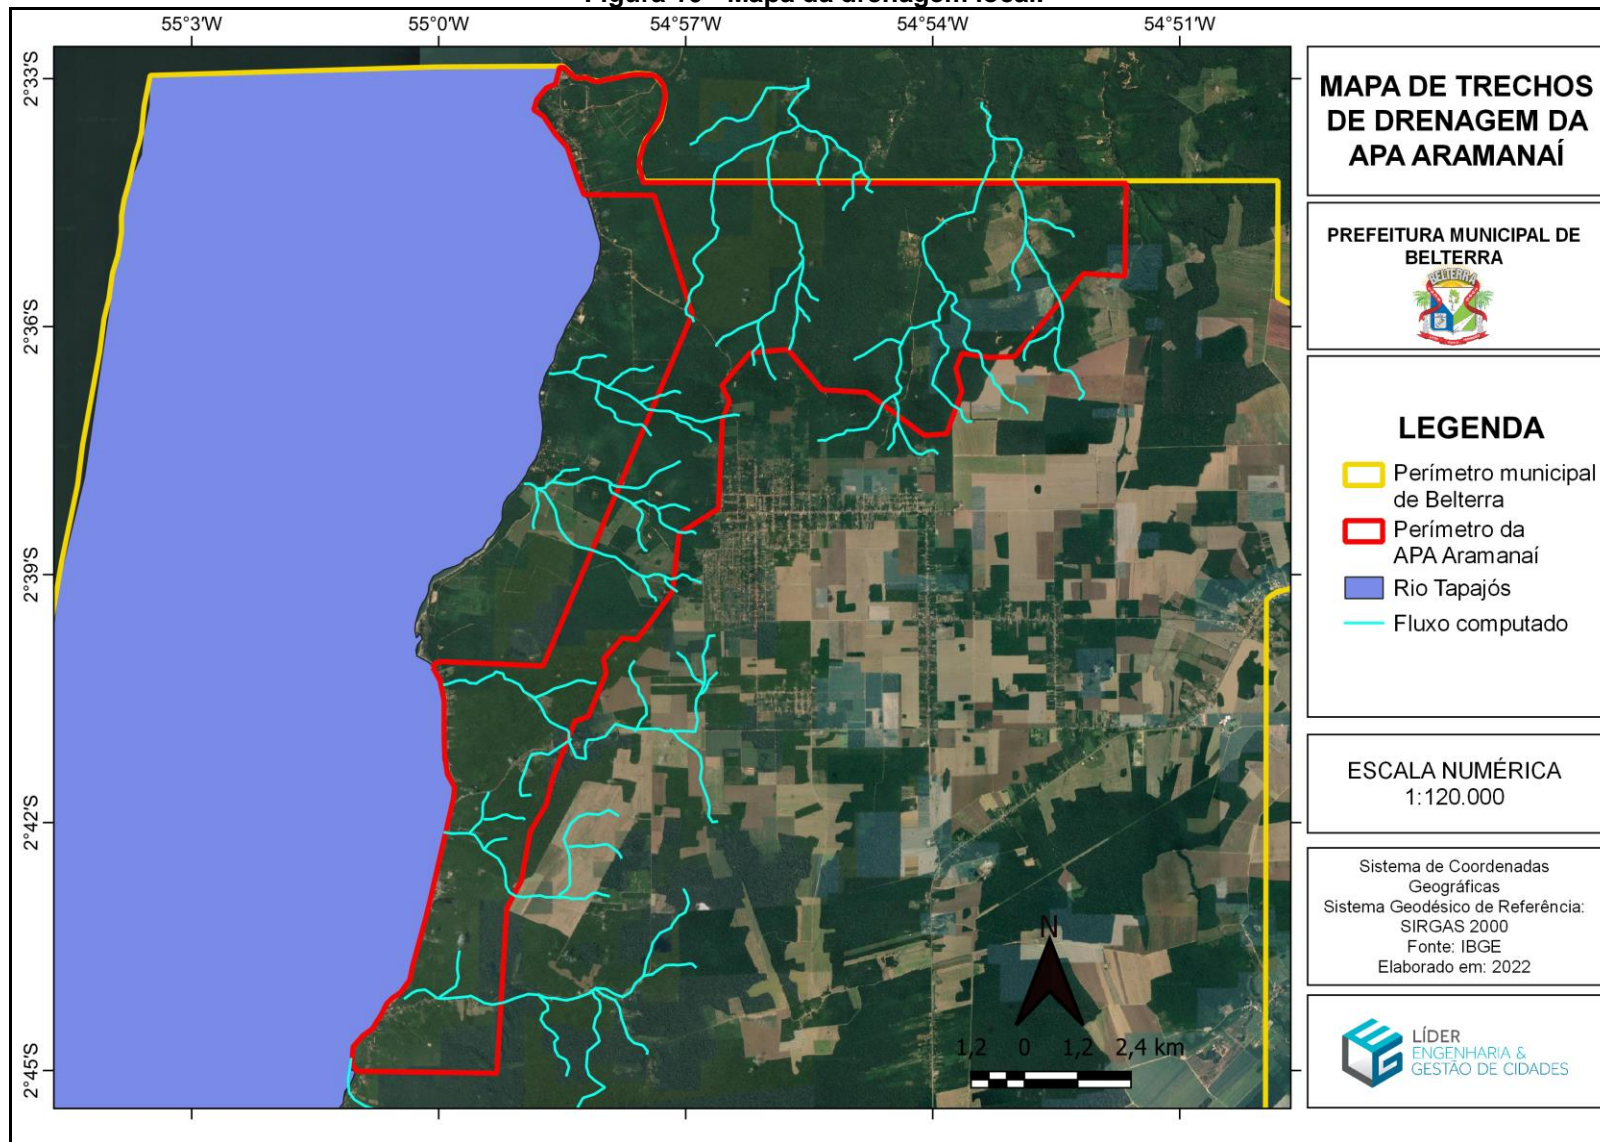 55°3'W 55°0'W 54°57'W 54°54'W 54°51'W
2°33'S
2°36'S
2°39'S
2°42'S
2°45'S
N
1,2 0 1,2 2,4 km
MAPA DE TRECHOS
DE DRENAGEM DA
APA ARAMANAÍ
PREFEITURA MUNICIPAL DE
BELTERRA
BELTERRA
LEGENDA
Perímetro municipal
de Belterra
Perímetro da
APA Aramanaí
Rio Tapajós
Fluxo computado
ESCALA NUMÉRICA
1:120.000
Sistema de Coordenadas
Geográficas
Sistema Geodésico de Referência:
SIRGAS 2000
Fonte: IBGE
Elaborado em: 2022
LÍDER
ENGENHARIA &
GESTÃO DE CIDADES